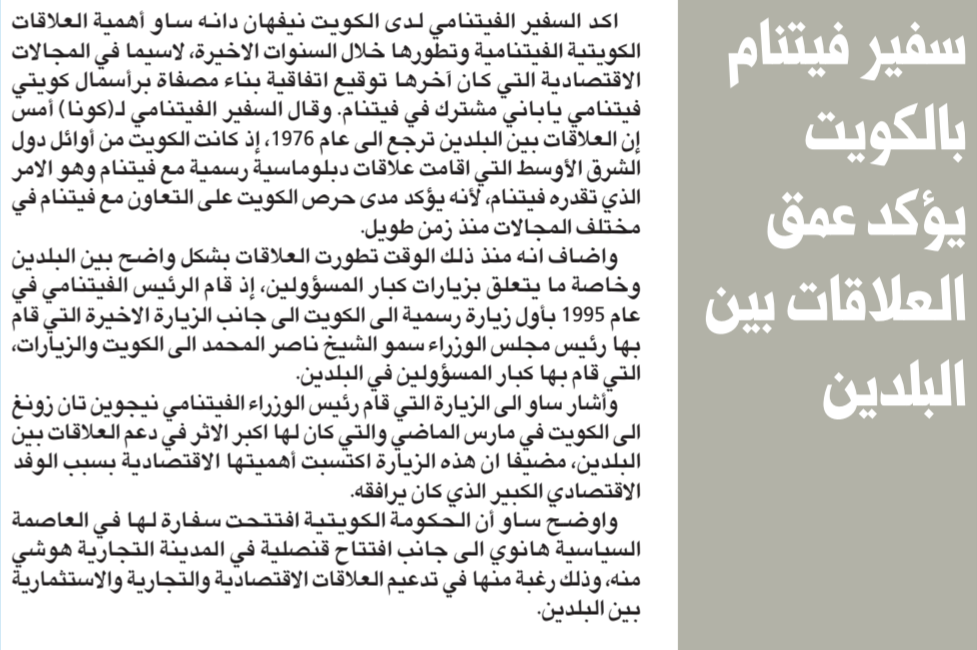 سفير فيتنام
بالكويت
يؤكد عمق
العلاقات بين
البلدين
اكد السفير الفيتنامي لدى الكويت نيفهان دانه ساو أهمية العلاقات
الكويتية الفيتنامية وتطورها خلال السنوات الاخيرة، لاسيما في المجالات
الاقتصادية التي كان آخرها توقيع اتفاقية بناء مصفاة برأسمال كويتي
فيتنامي ياباني مشترك في فيتنام. وقال السفير الفيتنامي لـ(كونا) أمس
إن العلاقات بين البلدين ترجع الى عام 1976، إذ كانت الكويت من أوائل دول
الشرق الأوسط التي اقامت علاقات دبلوماسية رسمية مع فيتنام وهو الامر
الذي تقدره فيتنام، لأنه يؤكد مدى حرص الكويت على التعاون مع فيتنام في
مختلف المجالات منذ زمن طويل.
واضاف انه منذ ذلك الوقت تطورت العلاقات بشكل واضح بين البلدين
وخاصة ما يتعلق بزيارات كبار المسؤولين، إذ قام الرئيس الفيتنامي في
عام 1995 بأول زيارة رسمية الى الكويت الى جانب الزيارة الاخيرة التي قام
بها رئيس مجلس الوزراء سمو الشيخ ناصر المحمد الى الكويت والزيارات،
التي قام بها كبار المسؤولين في البلدين.
وأشار ساو الى الزيارة التي قام رئيس الوزراء الفيتنامي نيجوين تان زونغ
الى الكويت في مارس الماضي والتي كان لها اكبر الاثر في دعم العلاقات بين
البلدين، مضيفا ان هذه الزيارة اكتسبت أهميتها الاقتصادية بسبب الوفد
الاقتصادي الكبير الذي كان يرافقه.
واوضح ساو أن الحكومة الكويتية افتتحت سفارة لها في العاصمة
السياسية هانوي الى جانب افتتاح قنصلية في المدينة التجارية هوشي
منه، وذلك رغبة منها في تدعيم العلاقات الاقتصادية والتجارية والاستثمارية
بين البلدين.